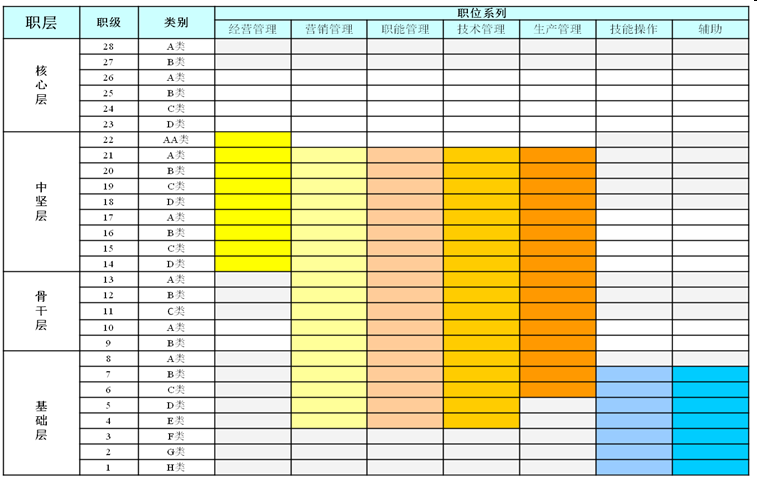 职层 职级 类别 职位系列
经营管理 营销管理 职能管理 技术管理 生产管理 技能操作 辅助
核心层
28 A类
27 B类
26 A类
25 B类
24 C类
23 D类
中坚层
22 AA类
21 A类
20 B类
19 C类
18 D类
17 A类
16 B类
15 C类
14 D类
骨干层
13 A类
12 B类
11 C类
10 A类
9 B类
基础层
8 A类
7 B类
6 C类
5 D类
4 E类
3 F类
2 G类
1 H类